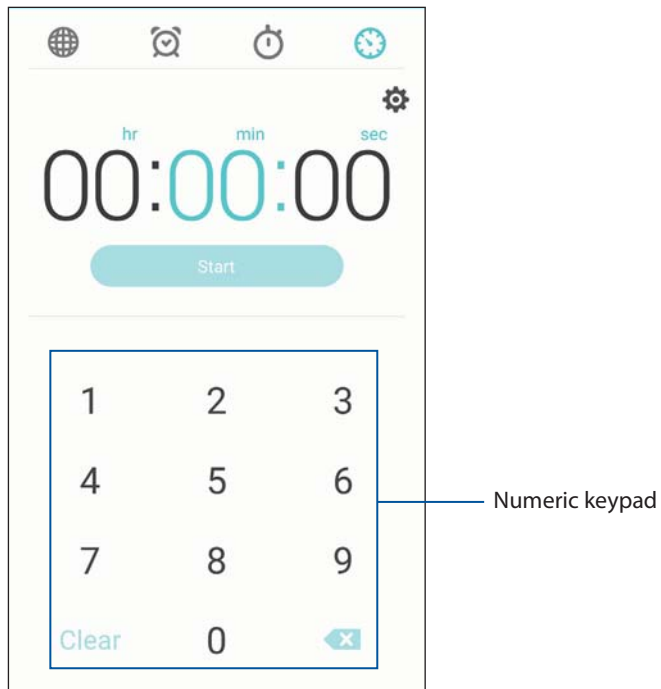 hr min sec
00:00:00
Start
1 2 3
4 5 6
Numeric keypad
7 8 9
Clear 0